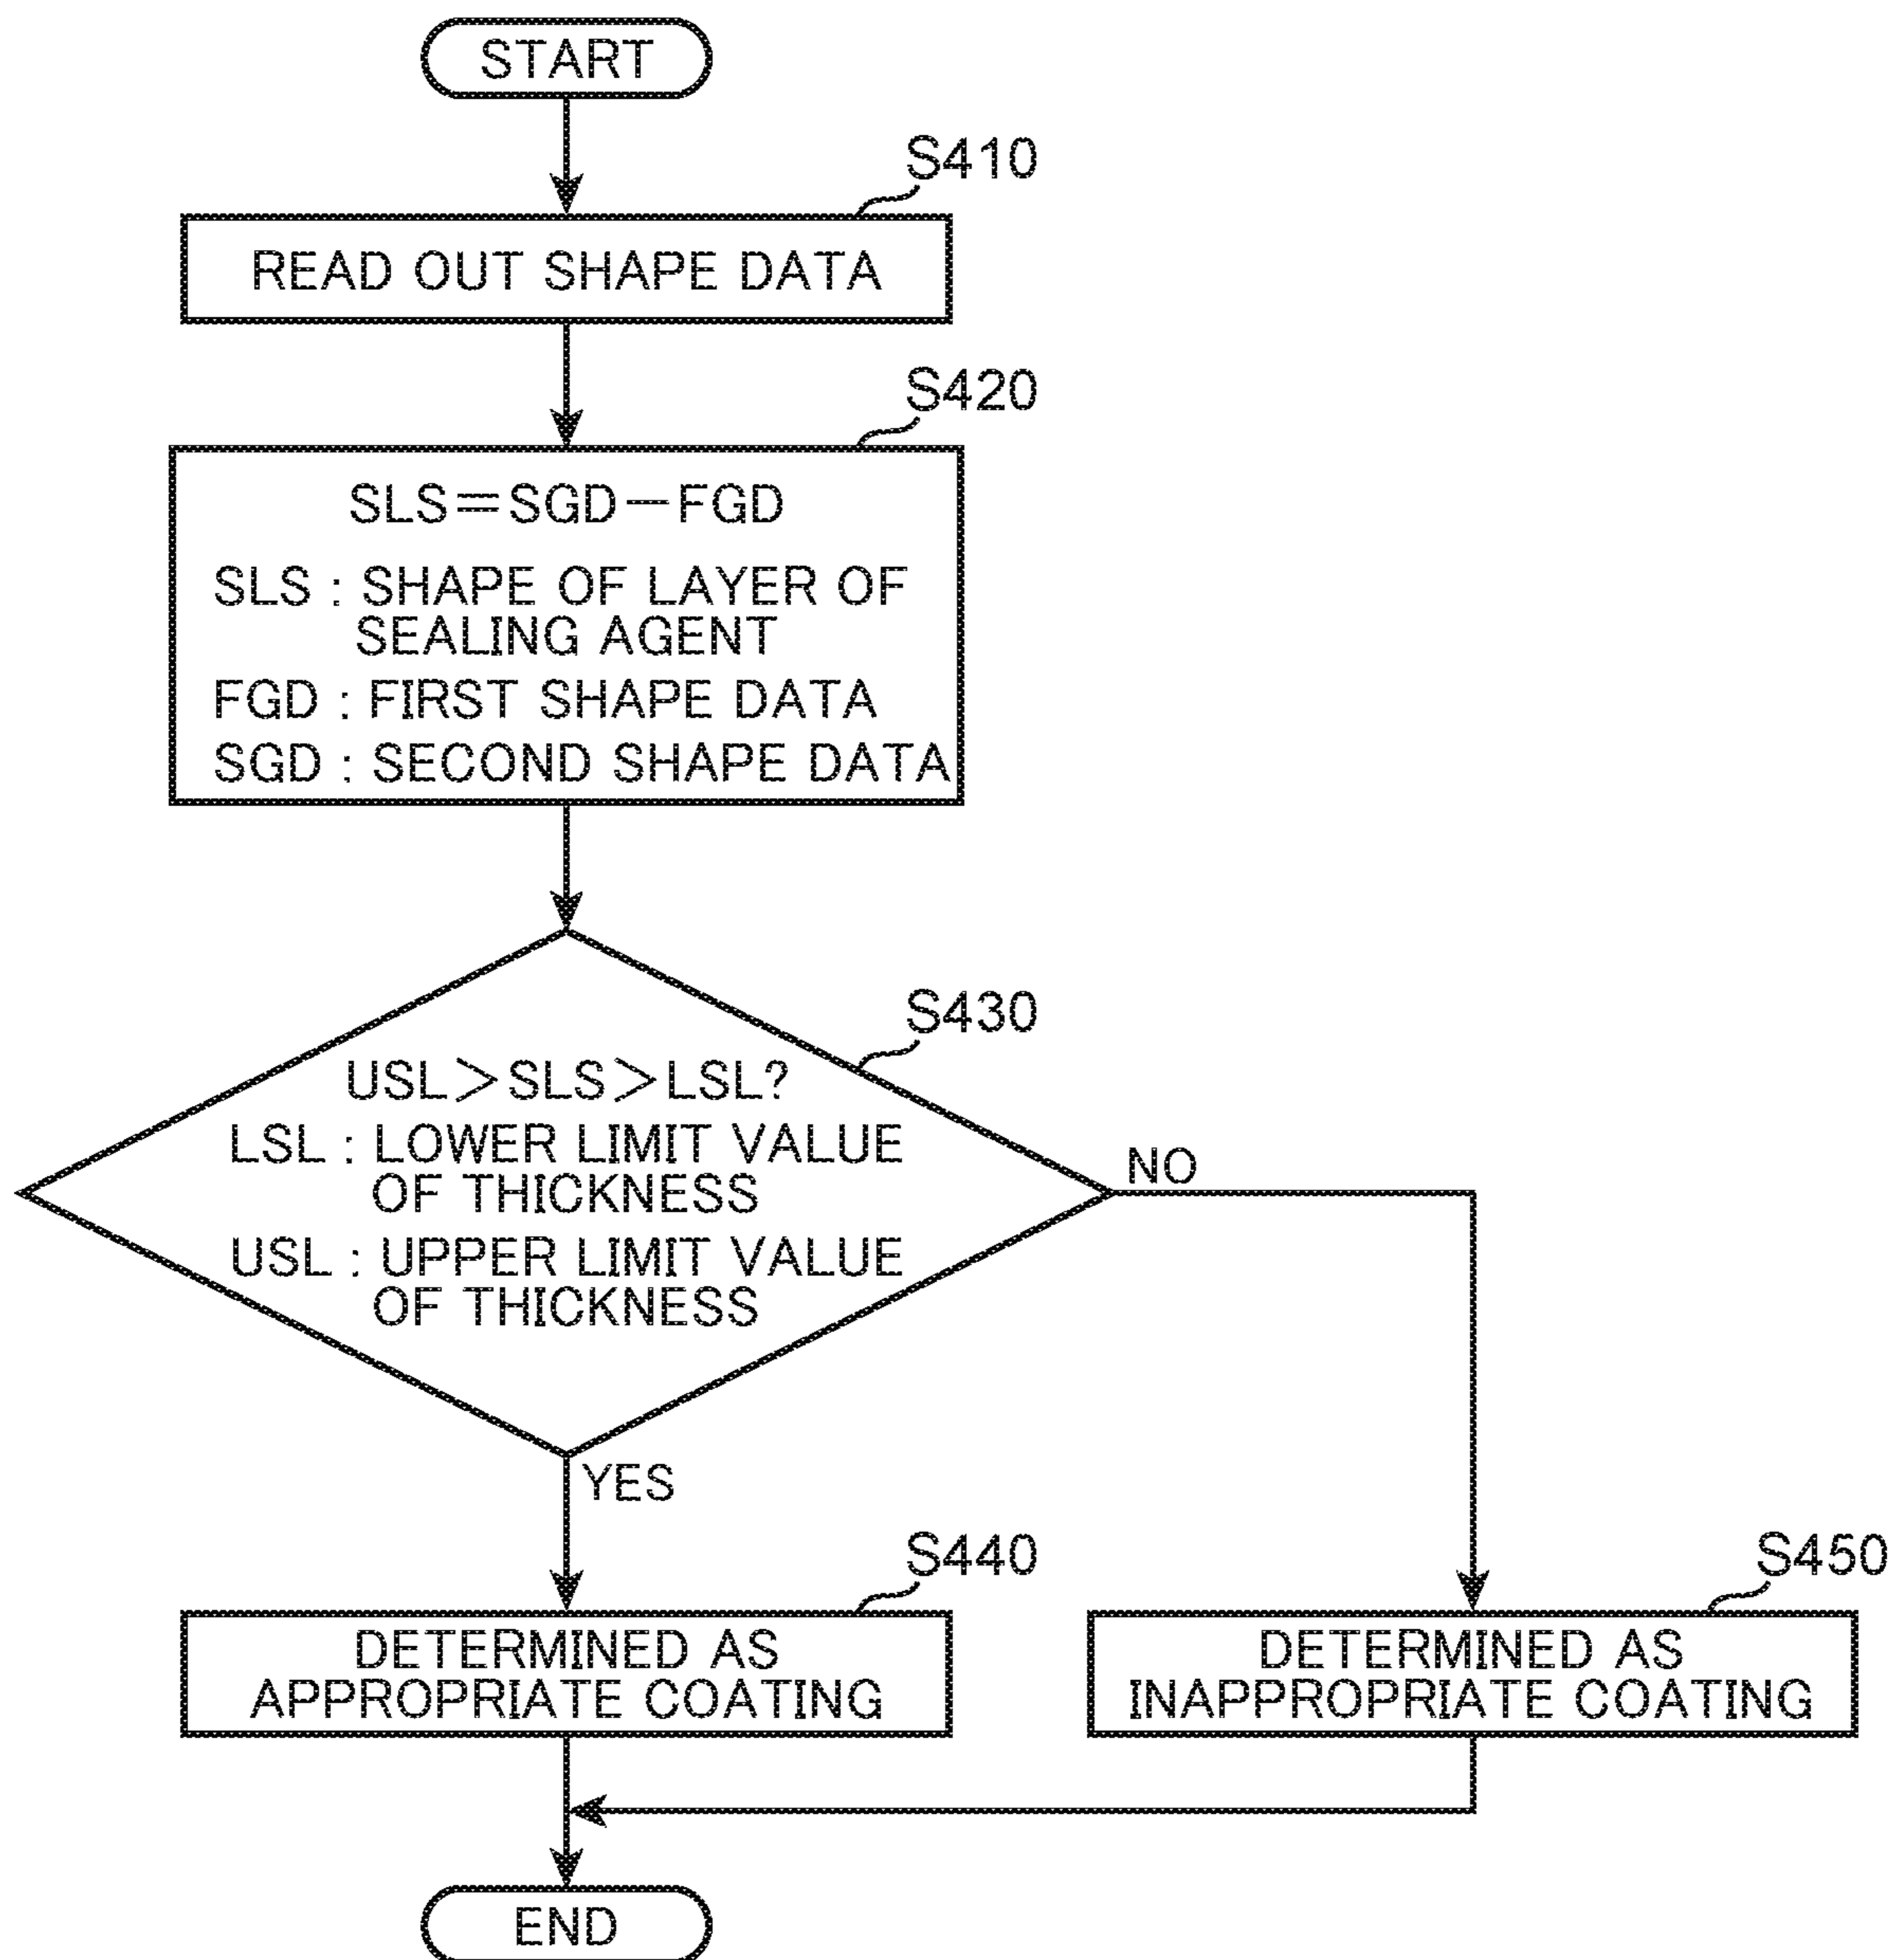 START
S410
READ OUT SHAPE DATA
S420
SLS=SGD-FGD
SLS : SHAPE OF LAYER OF
SEALING AGENT
FGD : FIRST SHAPE DATA
SGD : SECOND SHAPE DATA
S430
USL>SLS>LSL?
LSL : LOWER LIMIT VALUE
OF THICKNESS
USL : UPPER LIMIT VALUE
OF THICKNESS
NO
YES
S440
DETERMINED AS
APPROPRIATE COATING
S450
DETERMINED AS
INAPPROPRIATE COATING
END